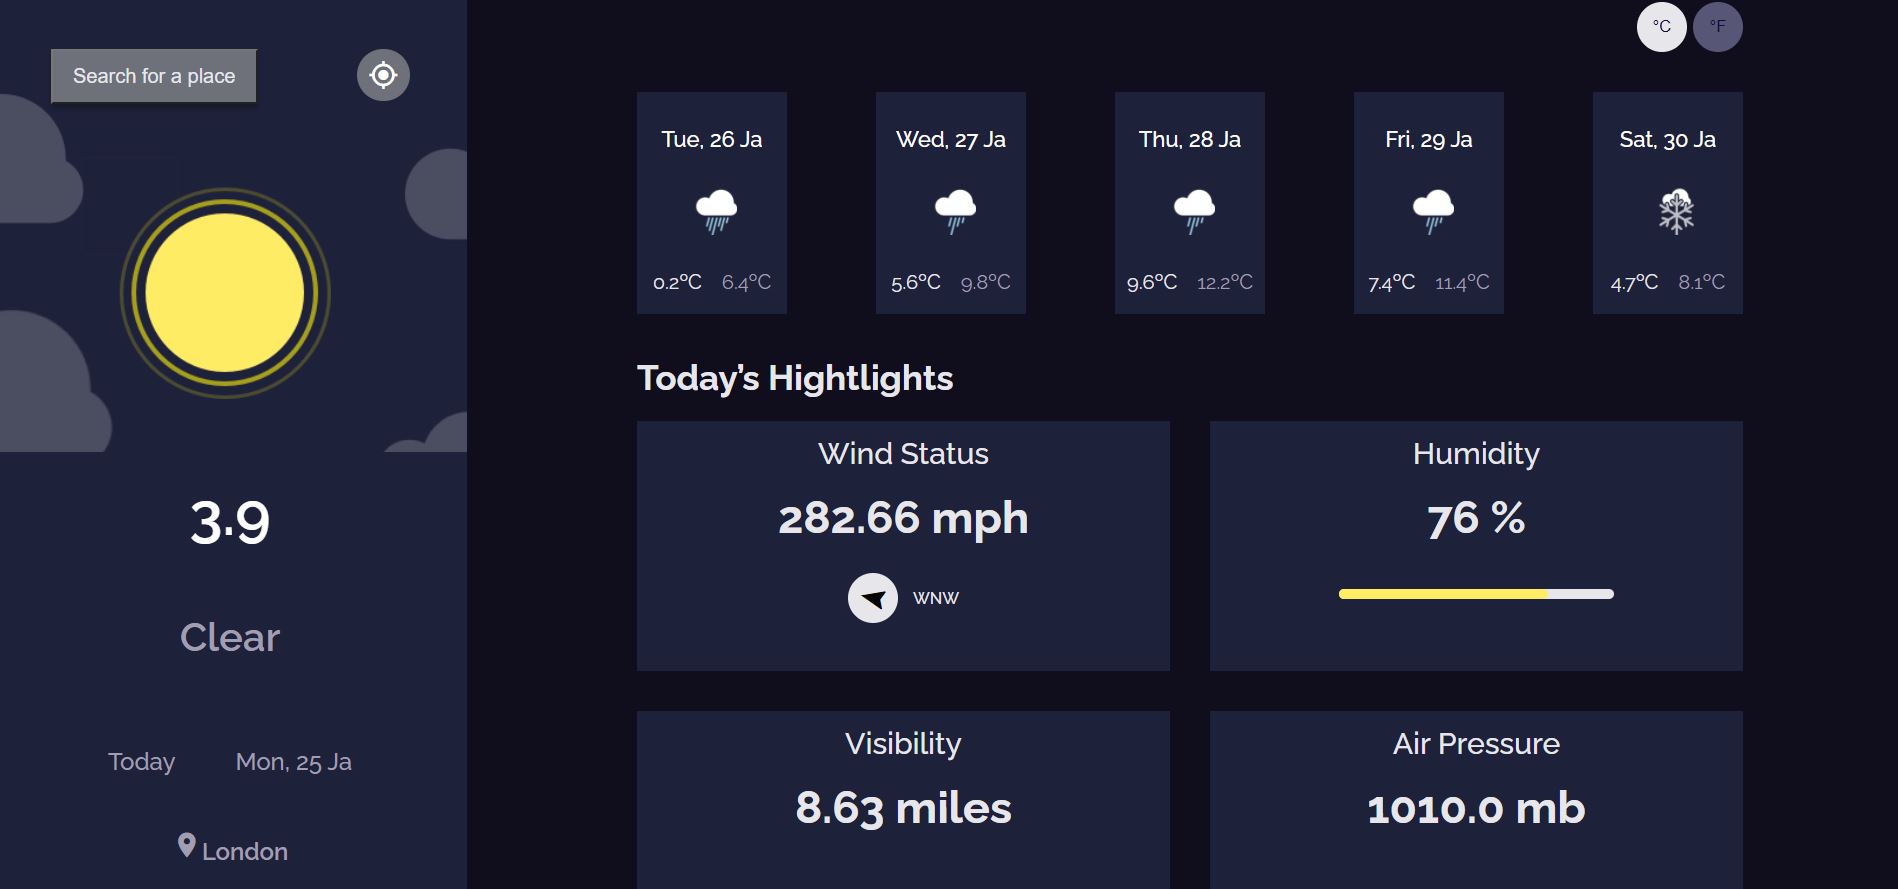 Search for a place
3.9
Clear
Today Mon, 25 Ja
London
°C °F
Tue, 26 Ja
0.2°C 6.4°C
Wed, 27 Ja
5.6°C 9.8°C
Thu, 28 Ja
9.6°C 12.2°C
Fri, 29 Ja
7.4°C 11.4°C
Sat, 30 Ja
4.7°C 8.1°C
Today’s Hightlights
Wind Status
282.66 mph
WNW
Humidity
76 %
Visibility
8.63 miles
Air Pressure
1010.0 mb